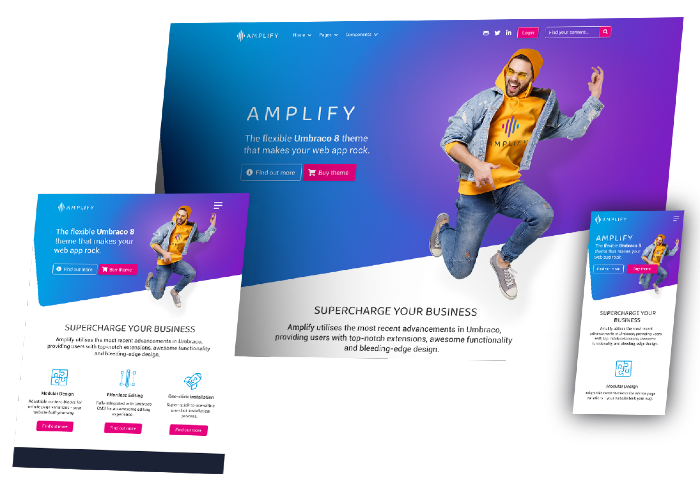 AMPLIFY
Home Pages Components
Login
Find your content...
AMPLIFY
The flexible Umbraco 8 theme
that makes your web app rock.
Find out more
Buy theme
AMPLIFY
SUPERCHARGE YOUR BUSINESS
Amplify utilises the most recent advancements in Umbraco,
providing users with top-notch extensions, awesome functionality
and bleeding-edge design.
AMPLIFY
The flexible Umbraco 8
theme that makes your
web app rock.
Find out more
Buy theme
SUPERCHARGE YOUR BUSINESS
Amplify utilises the most recent advancements in Umbraco,
providing users with top-notch extensions, awesome functionality
and bleeding-edge design.
Modular Design
Effortless Editing
One-click Installation
Find out more
Find out more
Find out more
AMPLIFY
AMPLIFY
The flexible Umbraco 8
theme that makes your
web app rock.
Find out more
Buy theme
SUPERCHARGE YOUR
BUSINESS
Amplify utilises the most recent
advancements in Umbraco, providing users
with top-notch extensions, awesome
functionality and bleeding-edge design.
Modular Design